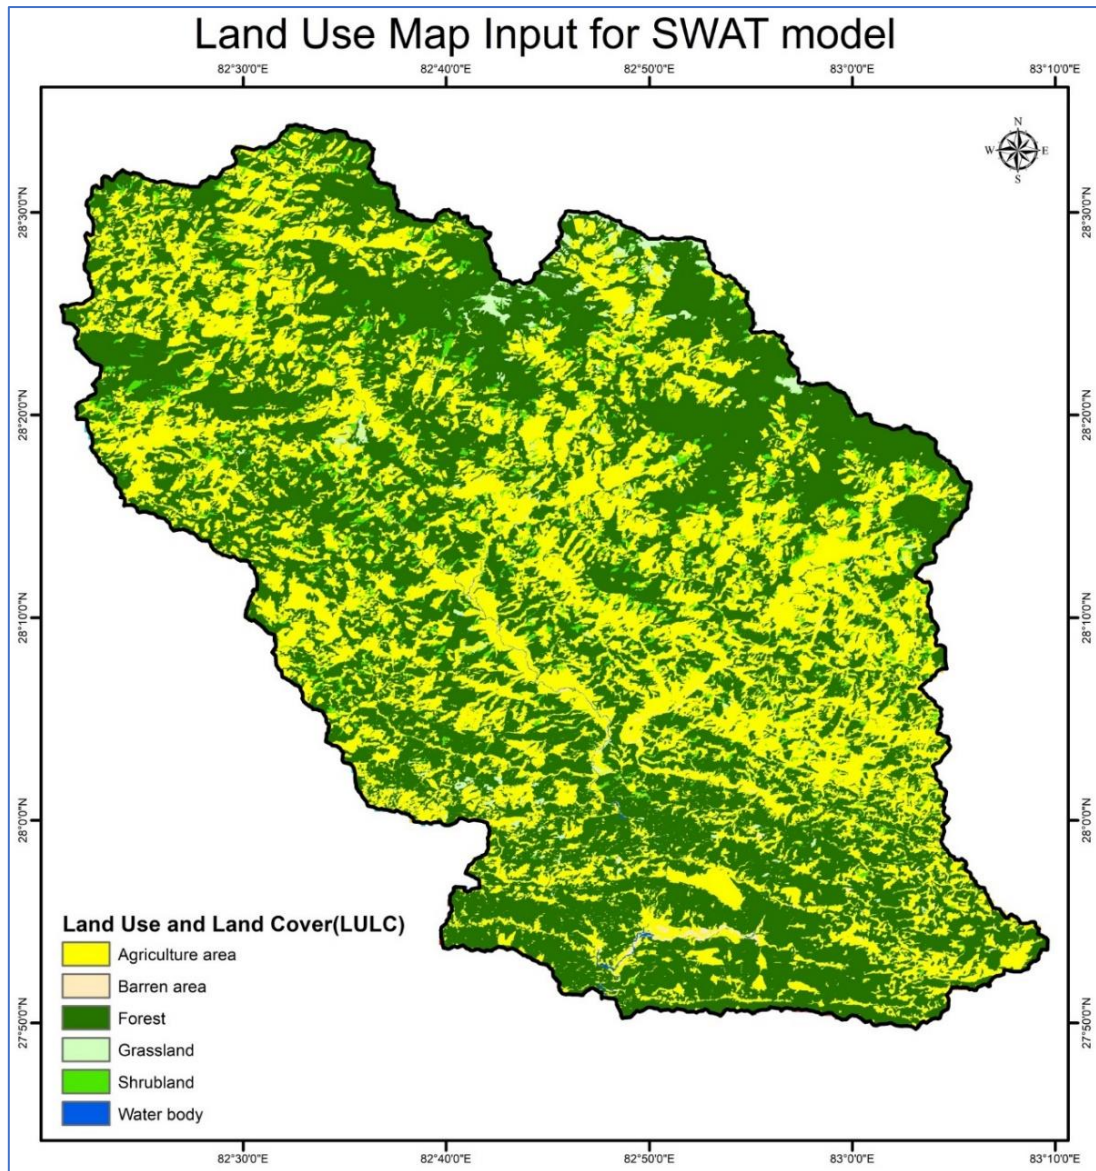 Land Use Map Input for SWAT model
82°30'0"E 82°40'0"E 82°50'0"E 83°0'0"E 83°10'0"E
N
W E
S
28°30'0"N 28°30'0"N
28°20'0"N 28°20'0"N
28°10'0"N 28°10'0"N
28°0'0"N 28°0'0"N
27°50'0"N 27°50'0"N
Land Use and Land Cover(LULC)
Agriculture area
Barren area
Forest
Grassland
Shrubland
Water body
82°30'0"E 82°40'0"E 82°50'0"E 83°0'0"E 83°10'0"E